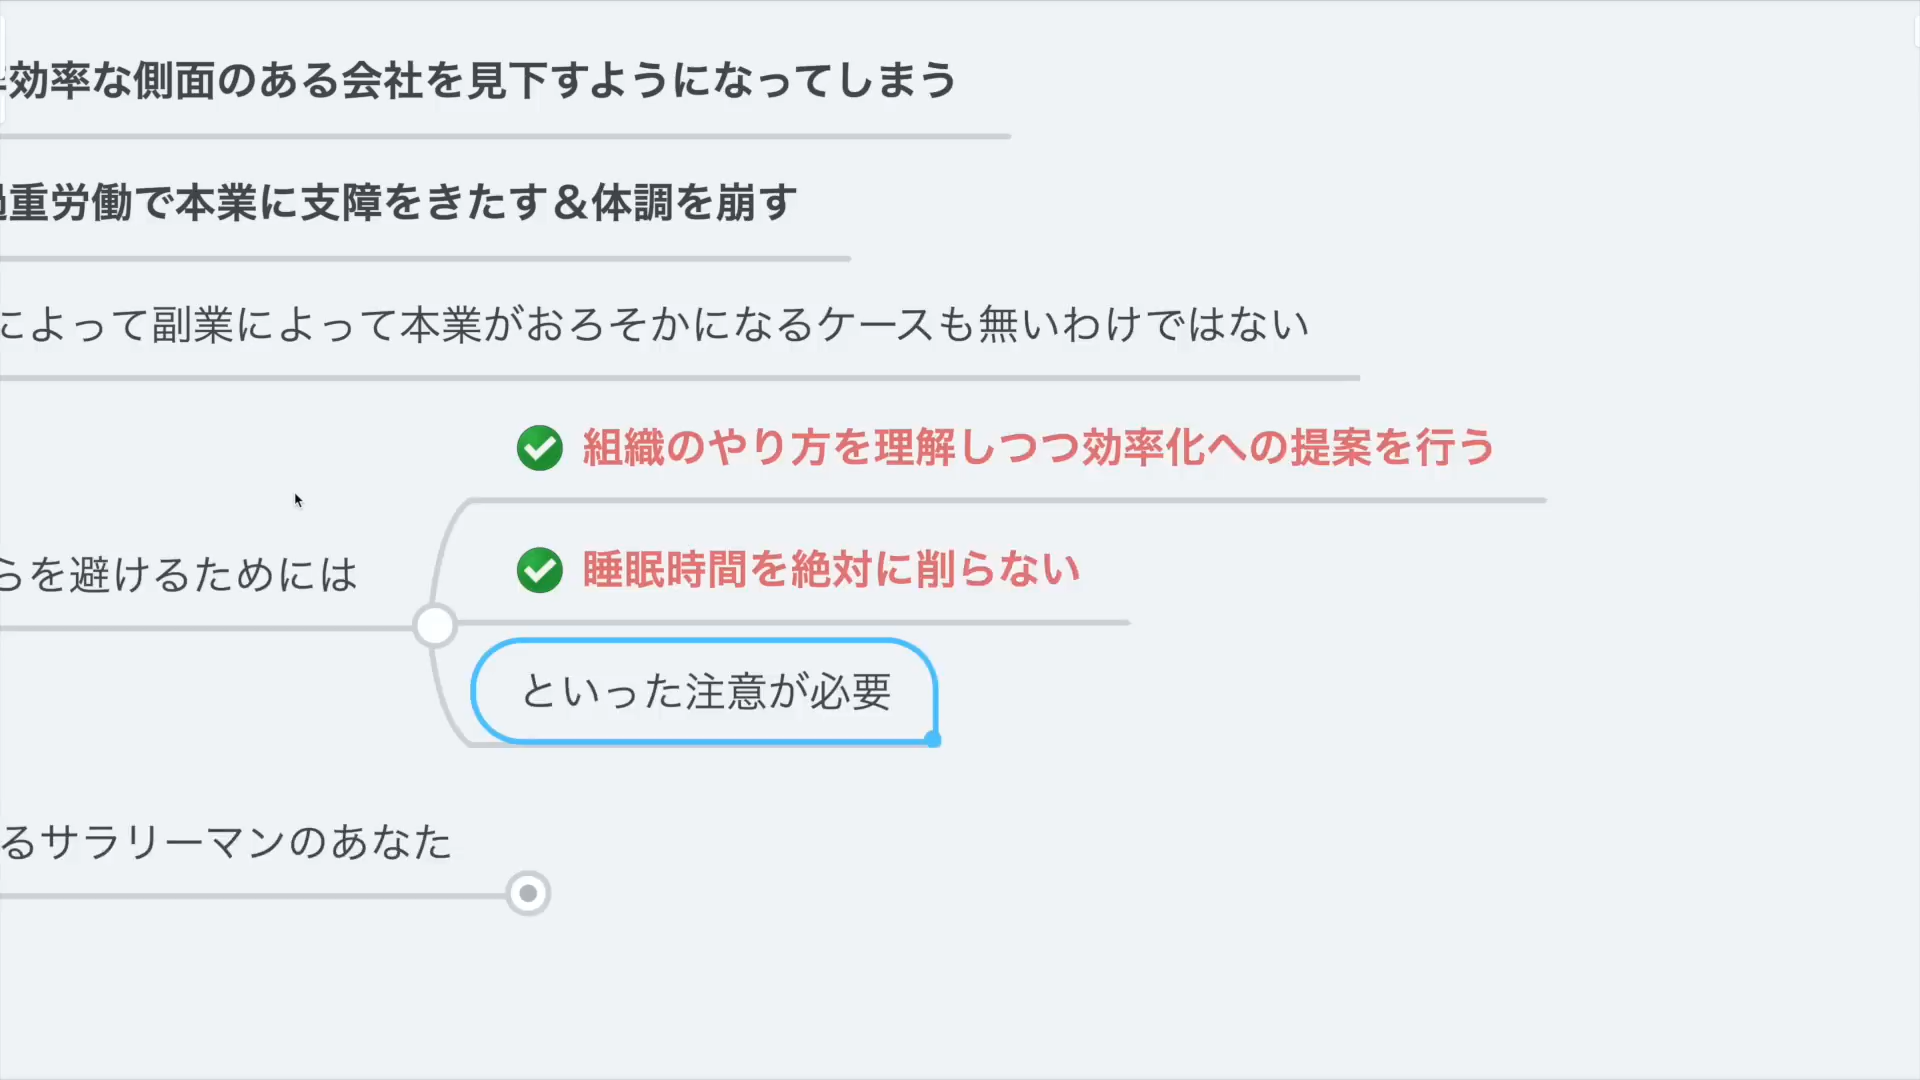 効率な側面のある会社を見下すようになってしまう
重労働で本業に支障をきたす＆体調を崩す
によって副業によって本業がおろそかになるケースも無いわけではない
組織のやり方を理解しつつ効率化への提案を行う
らを避けるためには
睡眠時間を絶対に削らない
といった注意が必要
るサラリーマンのあなた